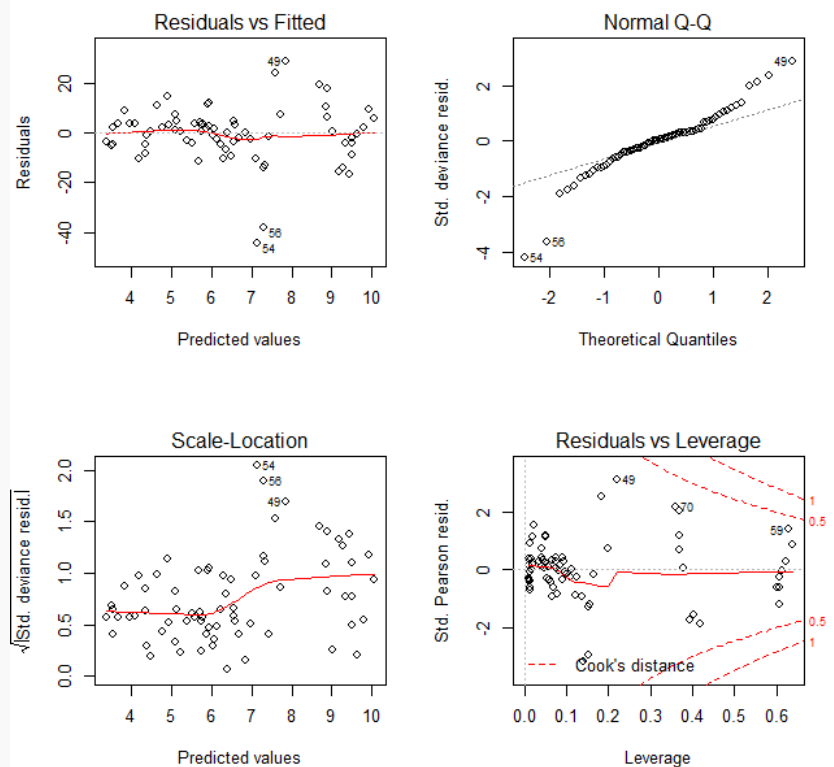 Residuals vs Fitted
Residuals
20
0
-20
-40
49
56
54
4 5 6 7 8 9 10
Predicted values
Normal Q-Q
Std. deviance resid.
2
0
-2
-4
49
56
54
-2 -1 0 1 2
Theoretical Quantiles
Scale-Location
√|Std. deviance resid.|
2.0
1.5
1.0
0.5
0.0
54
56
49
4 5 6 7 8 9 10
Predicted values
Residuals vs Leverage
Std. Pearson resid.
2
0
-2
49
70
59
1
0.5
0.5
1
Cook's distance
0.0 0.1 0.2 0.3 0.4 0.5 0.6
Leverage